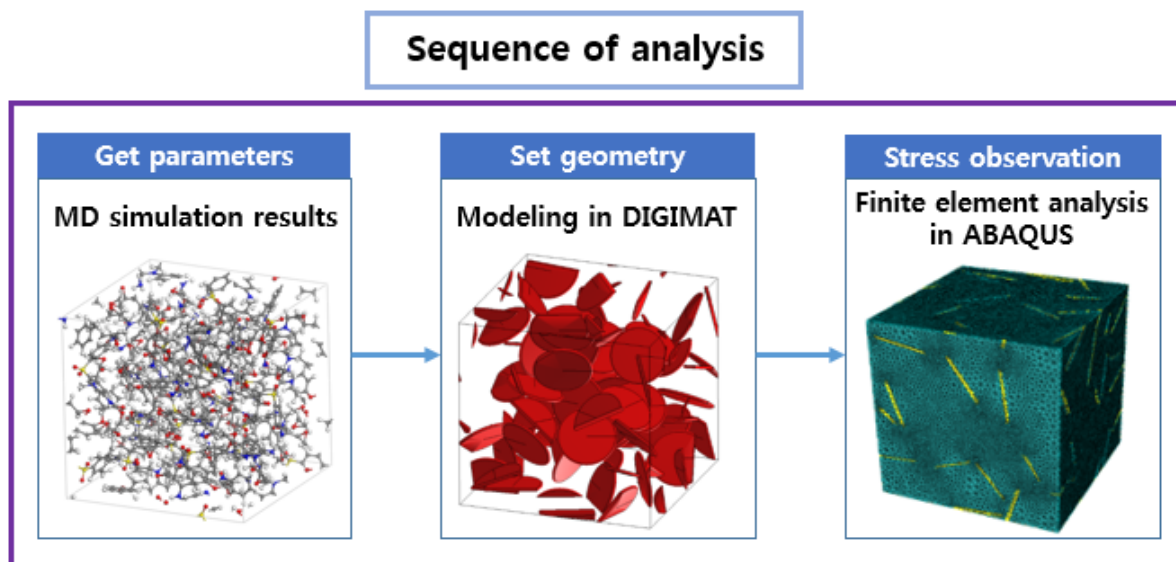 Sequence of analysis
Get parameters
MD simulation results
Set geometry
Modeling in DIGIMAT
Stress observation
Finite element analysis
in ABAQUS